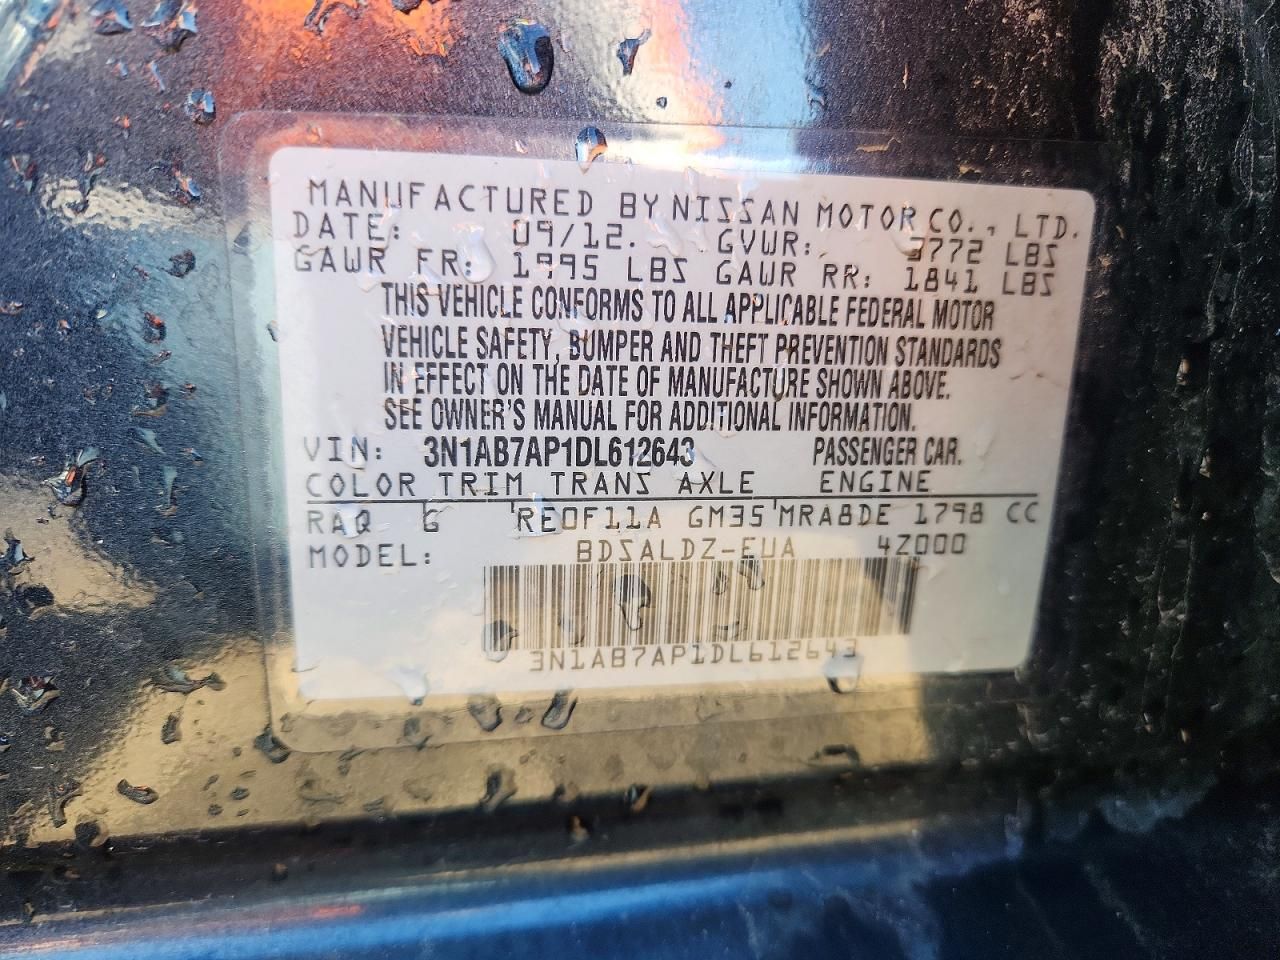 MANUFACTURED BY NISSAN MOTOR CO., LTD.
DATE: 09/12. GVWR: 3772 LBS
GAWR FR: 1995 LBS GAWR RR: 1841 LBS
THIS VEHICLE CONFORMS TO ALL APPLICABLE FEDERAL MOTOR
VEHICLE SAFETY, BUMPER AND THEFT PREVENTION STANDARDS
IN EFFECT ON THE DATE OF MANUFACTURE SHOWN ABOVE.
SEE OWNER'S MANUAL FOR ADDITIONAL INFORMATION.
VIN: 3N1AB7AP1DL612643 PASSENGER CAR.
COLOR TRIM TRANS AXLE ENGINE
RAQ G RE0F11A GM35 MRA8DE 1798 CC
MODEL: BDSALDZ-EUA 4Z000
3N1AB7AP1DL612643